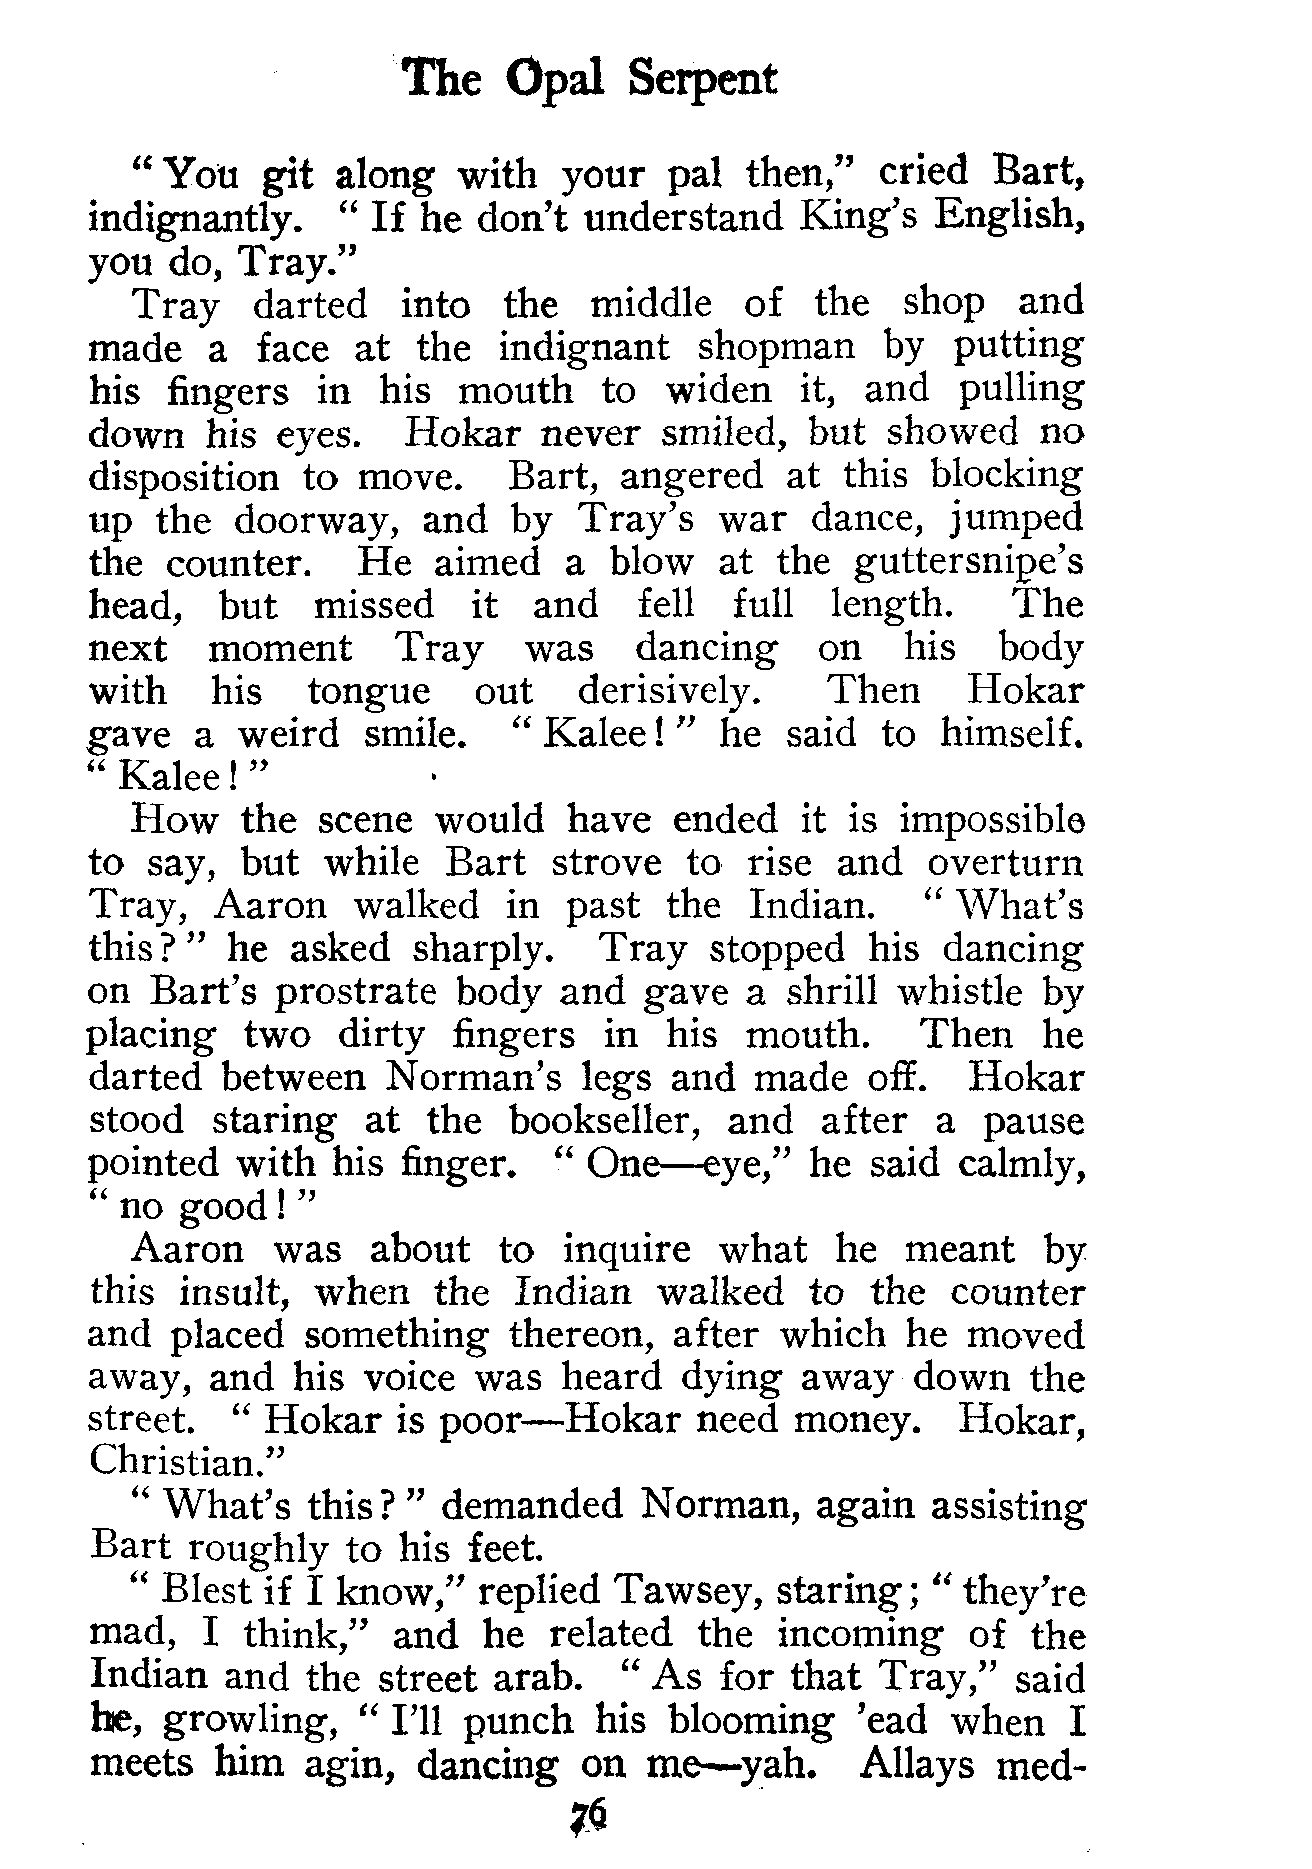 The Opal Serpent
“ You git along with your pal then,” cried Bart,
indignantly. “ If he don’t understand King’s English,
you do, Tray.”
Tray darted into the middle of the shop and
made a face at the indignant shopman by putting
his fingers in his mouth to widen it, and pulling
down his eyes. Hokar never smiled, but showed no
disposition to move. Bart, angered at this blocking
up the doorway, and by Tray’s war dance, jumped
the counter. He aimed a blow at the guttersnipe’s
head, but missed it and fell full length. The
next moment Tray was dancing on his body
with his tongue out derisively. Then Hokar
gave a weird smile. “ Kalee! ” he said to himself.
“ Kalee! ”
How the scene would have ended it is impossible
to say, but while Bart strove to rise and overturn
Tray, Aaron walked in past the Indian. “ What’s
this? ” he asked sharply. Tray stopped his dancing
on Bart’s prostrate body and gave a shrill whistle by
placing two dirty fingers in his mouth. Then he
darted between Norman’s legs and made off. Hokar
stood staring at the bookseller, and after a pause
pointed with his finger. “ One—eye,” he said calmly,
“ no good! ”
Aaron was about to inquire what he meant by
this insult, when the Indian walked to the counter
and placed something thereon, after which he moved
away, and his voice was heard dying away down the
street. “ Hokar is poor—Hokar need money. Hokar,
Christian.”
“ What’s this? ” demanded Norman, again assisting
Bart roughly to his feet.
“ Blest if I know,” replied Tawsey, staring; “ they’re
mad, I think,” and he related the incoming of the
Indian and the street arab. “ As for that Tray,” said
he, growling, “ I’ll punch his blooming ’ead when I
meets him agin, dancing on me—yah. Allays med-
76